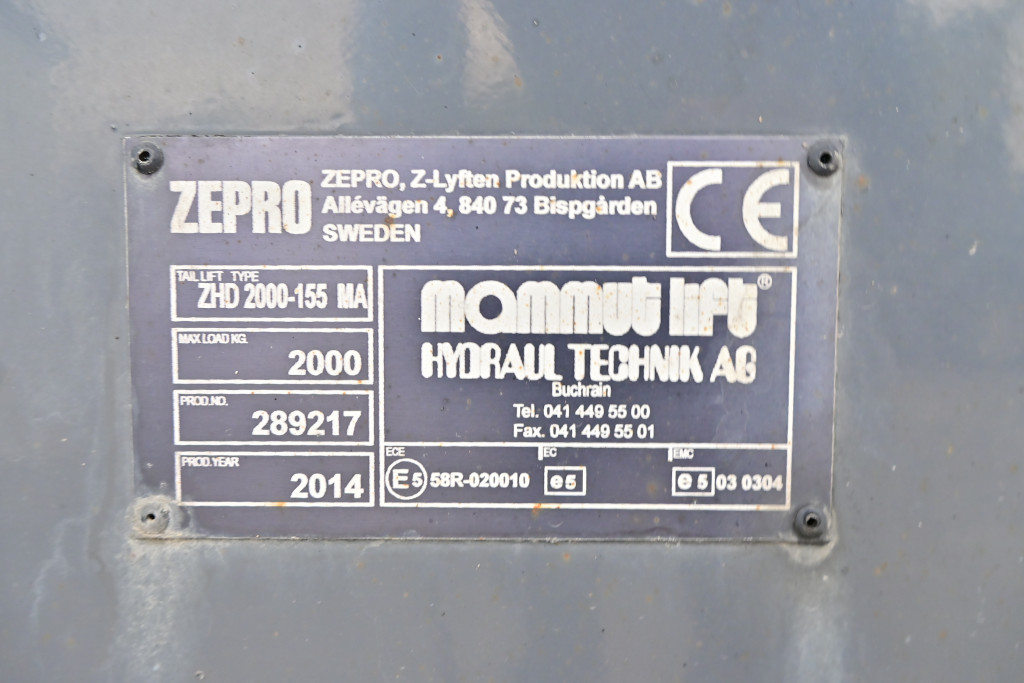 ZEPRO
ZEPRO, Z-Lyften Produktion AB
Allévägen 4, 840 73 Bispgården
SWEDEN
CE
TAIL LIFT TYPE
ZHD 2000-155 MA
MAX LOAD KG.
2000
PROD.NO.
289217
PROD.YEAR
2014
mammut lift®
HYDRAUL TECHNIK AG
Buchrain
Tel. 041 449 55 00
Fax. 041 449 55 01
ECE
E5 58R-020010
EC
e5
EMC
e5 03 0304